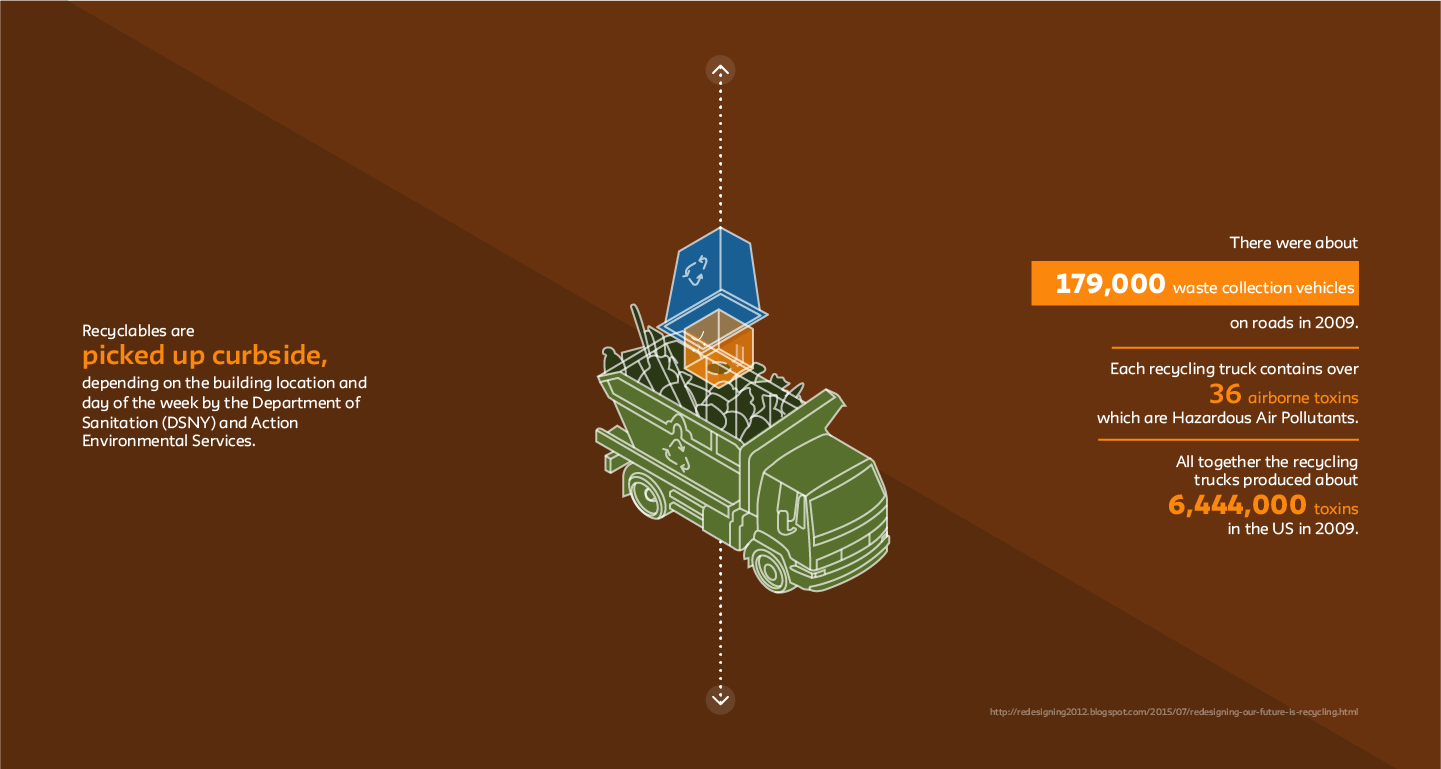 Recyclables are
picked up curbside,
depending on the building location and
day of the week by the Department of
Sanitation (DSNY) and Action
Environmental Services.
There were about
179,000 waste collection vehicles
on roads in 2009.
Each recycling truck contains over
36 airborne toxins
which are Hazardous Air Pollutants.
All together the recycling
trucks produced about
6,444,000 toxins
in the US in 2009.
http://redesigning2012.blogspot.com/2015/07/redesigning-our-future-is-recycling.html